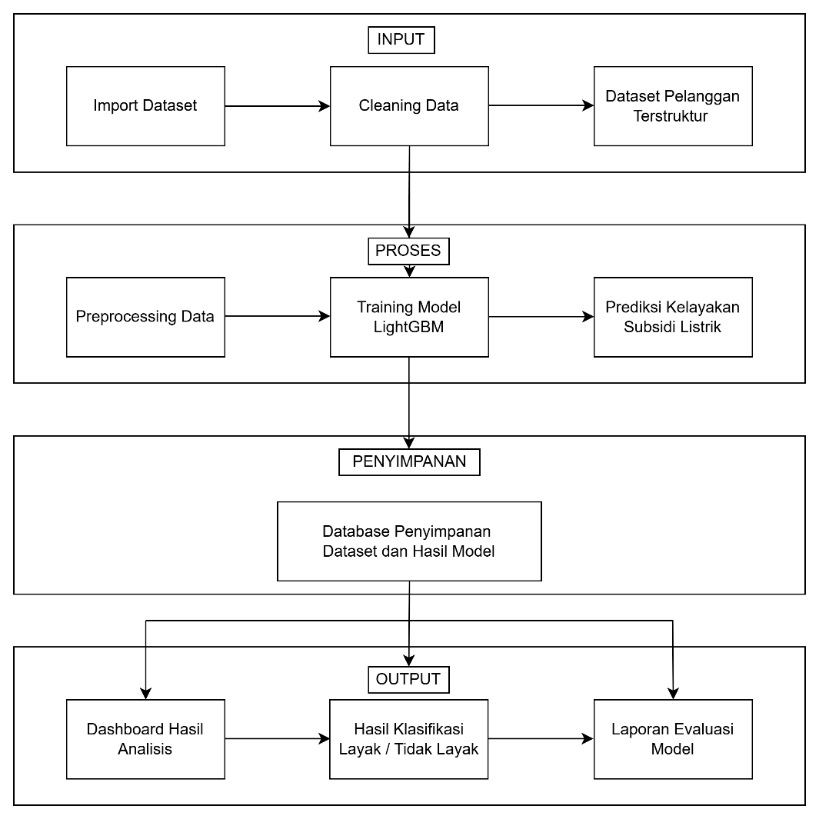 INPUT
Import Dataset
Cleaning Data
Dataset Pelanggan
Terstruktur
PROSES
Preprocessing Data
Training Model
LightGBM
Prediksi Kelayakan
Subsidi Listrik
PENYIMPANAN
Database Penyimpanan
Dataset dan Hasil Model
OUTPUT
Dashboard Hasil
Analisis
Hasil Klasifikasi
Layak / Tidak Layak
Laporan Evaluasi
Model